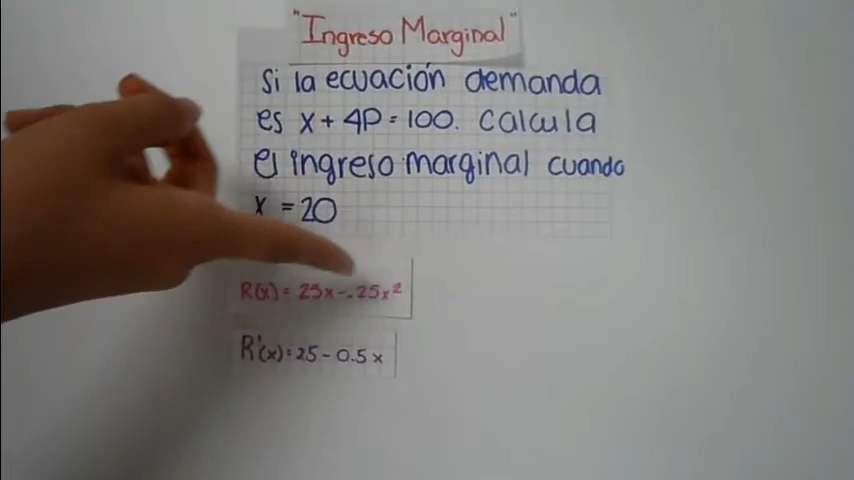 "Ingreso Marginal"
Si la ecuación demanda
es x + 4P = 100. calcula
el ingreso marginal cuando
x = 20
R(x) = 25x - .25x²
R'(x) = 25 - 0.5x